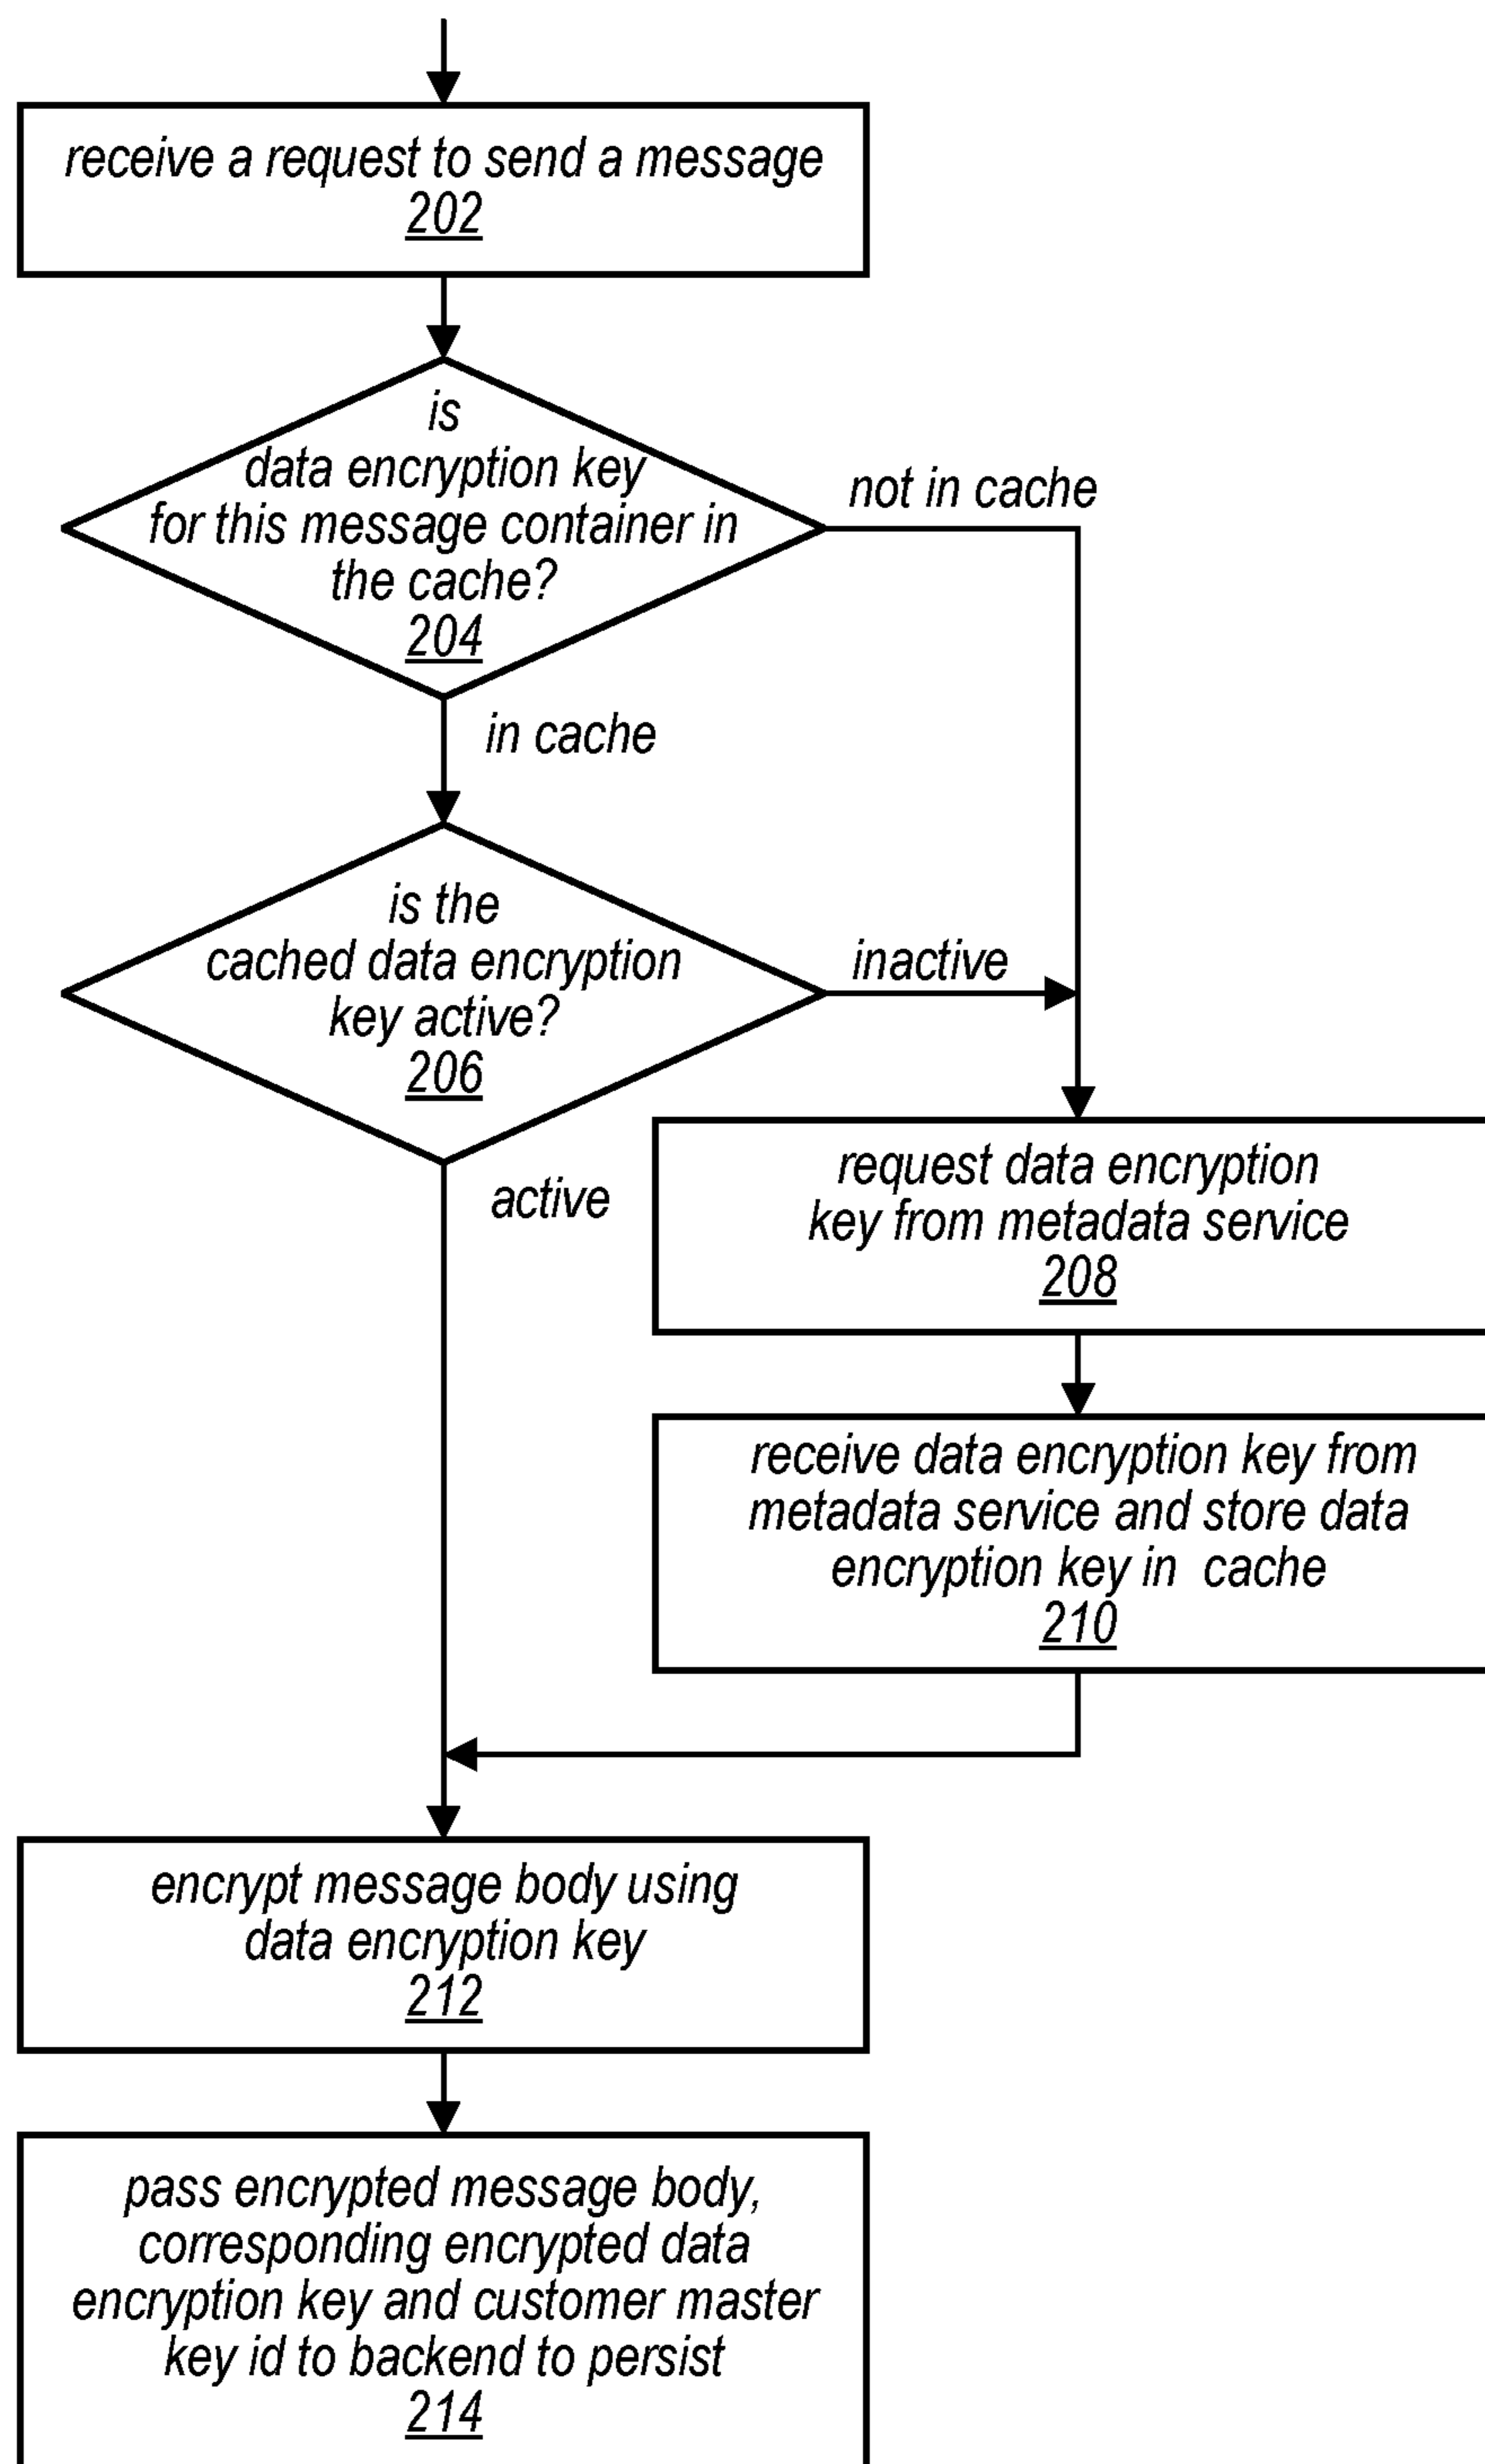 receive a request to send a message
202
is
data encryption key
for this message container in
the cache?
204
not in cache
in cache
is the
cached data encryption
key active?
206
inactive
active
request data encryption
key from metadata service
208
receive data encryption key from
metadata service and store data
encryption key in cache
210
encrypt message body using
data encryption key
212
pass encrypted message body,
corresponding encrypted data
encryption key and customer master
key id to backend to persist
214